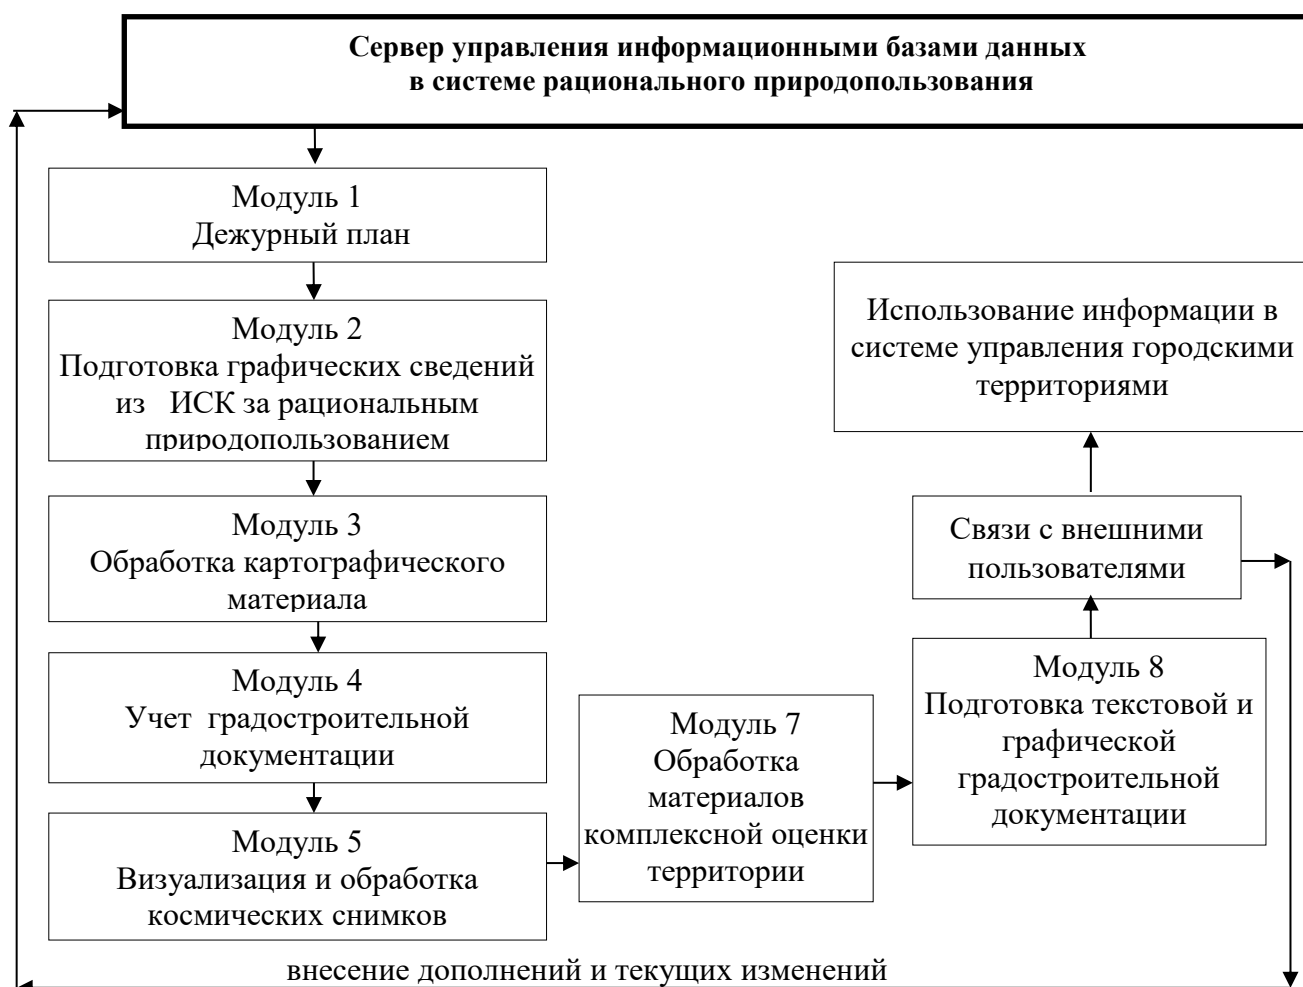 Сервер управления информационными базами данных
в системе рационального природопользования
Модуль 1
Дежурный план
Модуль 2
Подготовка графических сведений
из ИСК за рациональным
природопользованием
Модуль 3
Обработка картографического
материала
Модуль 4
Учет градостроительной
документации
Модуль 5
Визуализация и обработка
космических снимков
Модуль 7
Обработка
материалов
комплексной оценки
территории
Модуль 8
Подготовка текстовой и
графической
градостроительной
документации
Связи с внешними
пользователями
Использование информации в
системе управления городскими
территориями
внесение дополнений и текущих изменений